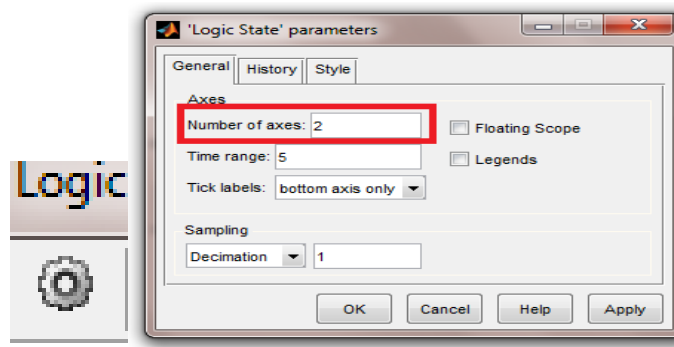 Logic
'Logic State' parameters
General History Style
Axes
Number of axes: 2
Floating Scope
Time range: 5
Legends
Tick labels: bottom axis only
Sampling
Decimation 1
OK Cancel Help Apply